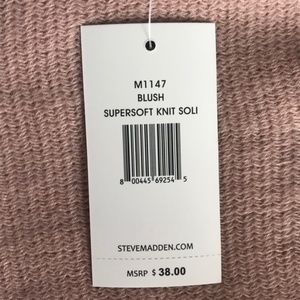 M1147
BLUSH
SUPERSOFT KNIT SOLI
8 00445 69254 5
STEVEMADDEN.COM
MSRP $ 38.00